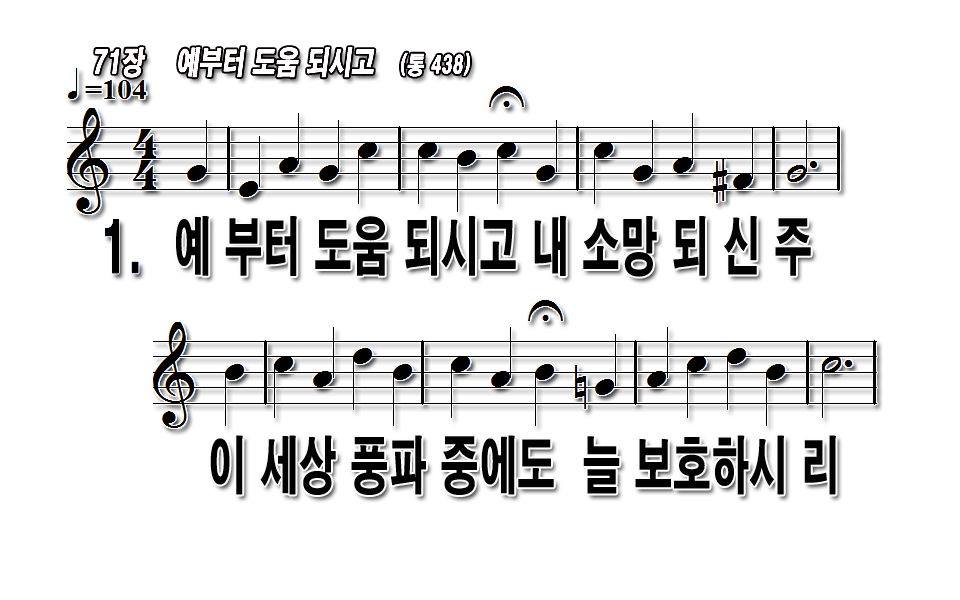 71장 예부터 도움 되시고 (통 438)
♩=104
1. 예 부터 도움 되시고 내 소망 되 신 주
이 세상 풍파 중에도 늘 보호하시 리